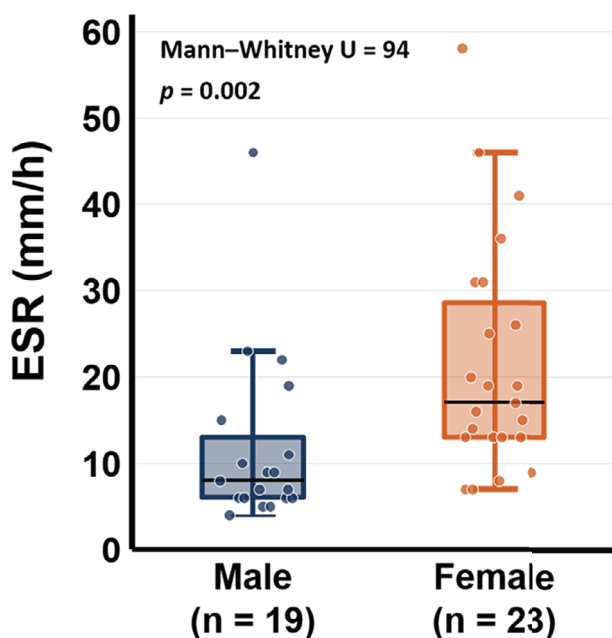 60
Mann–Whitney U = 94
p = 0.002
50
40
30
20
10
0
ESR (mm/h)
Male
(n = 19)
Female
(n = 23)